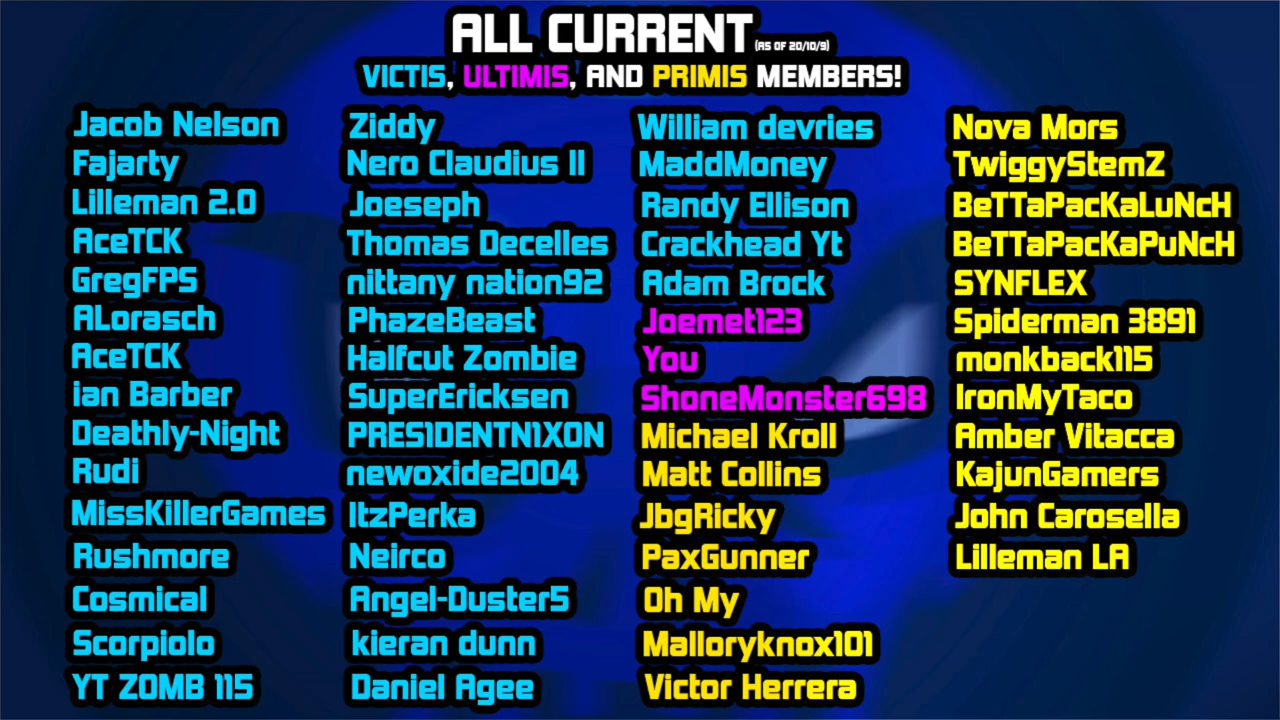 ALL CURRENT (AS OF 20/10/9)
VICTIS, ULTIMIS, AND PRIMIS MEMBERS!
Jacob Nelson
Fajarty
Lilleman 2.0
AceTCK
GregFPS
ALorasch
AceTCK
ian Barber
Deathly-Night
Rudi
MissKillerGames
Rushmore
Cosmical
Scorpiolo
YT ZOMB 115
Ziddy
Nero Claudius II
Joeseph
Thomas Decelles
nittany nation92
PhazeBeast
Halfcut Zombie
SuperEricksen
PRES1DENTN1XON
newoxide2004
ItzPerka
Neirco
Angel-Duster5
kieran dunn
Daniel Agee
William devries
MaddMoney
Randy Ellison
Crackhead Yt
Adam Brock
Joemet123
You
ShoneMonster698
Michael Kroll
Matt Collins
JbgRicky
PaxGunner
Oh My
Malloryknox101
Victor Herrera
Nova Mors
TwiggyStemZ
BeTTaPacKaLuNcH
BeTTaPacKaPuNcH
SYNFLEX
Spiderman 3891
monkback115
IronMyTaco
Amber Vitacca
KajunGamers
John Carosella
Lilleman LA